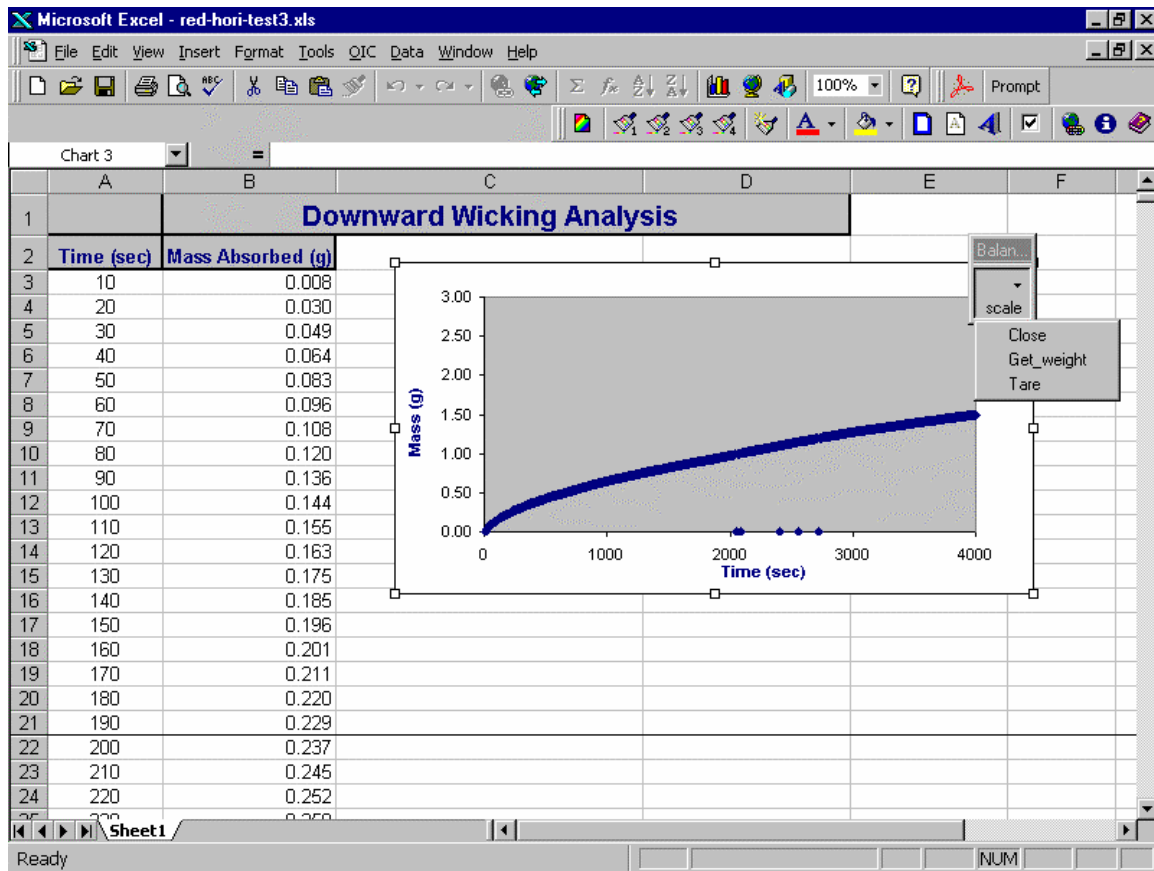 Microsoft Excel - red-hori-test3.xls
File Edit View Insert Format Tools OIC Data Window Help
ABC 100% Prompt
1 2 3 4 A A
Chart 3 =
A B C D E F
1 Downward Wicking Analysis
2 Time (sec) Mass Absorbed (g)
3 10 0.008
4 20 0.030
5 30 0.049
6 40 0.064
7 50 0.083
8 60 0.096
9 70 0.108
10 80 0.120
11 90 0.136
12 100 0.144
13 110 0.155
14 120 0.163
15 130 0.175
16 140 0.185
17 150 0.196
18 160 0.201
19 170 0.211
20 180 0.220
21 190 0.229
22 200 0.237
23 210 0.245
24 220 0.252
Balan...
scale
Close
Get_weight
Tare
3.00
2.50
2.00
1.50
1.00
0.50
0.00
Mass (g)
0 1000 2000 3000 4000
Time (sec)
Sheet1
Ready NUM